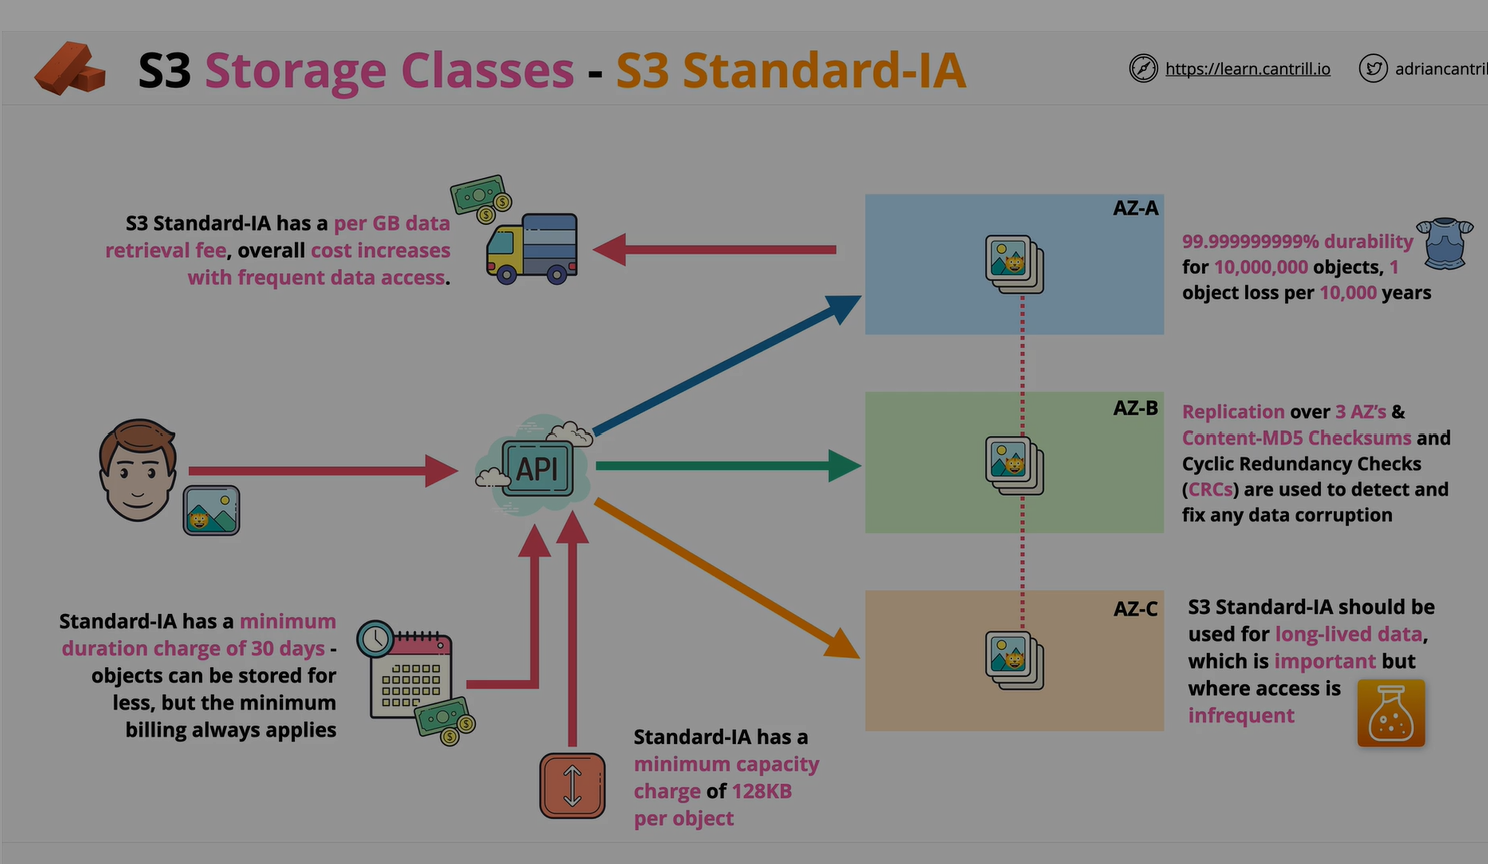 S3 Storage Classes - S3 Standard-IA
https://learn.cantrill.io
adriancantril
S3 Standard-IA has a per GB data
retrieval fee, overall cost increases
with frequent data access.
AZ-A
99.999999999% durability
for 10,000,000 objects, 1
object loss per 10,000 years
API
AZ-B
Replication over 3 AZ's &
Content-MD5 Checksums and
Cyclic Redundancy Checks
(CRCs) are used to detect and
fix any data corruption
Standard-IA has a minimum
duration charge of 30 days -
objects can be stored for
less, but the minimum
billing always applies
AZ-C
S3 Standard-IA should be
used for long-lived data,
which is important but
where access is
infrequent
Standard-IA has a
minimum capacity
charge of 128KB
per object